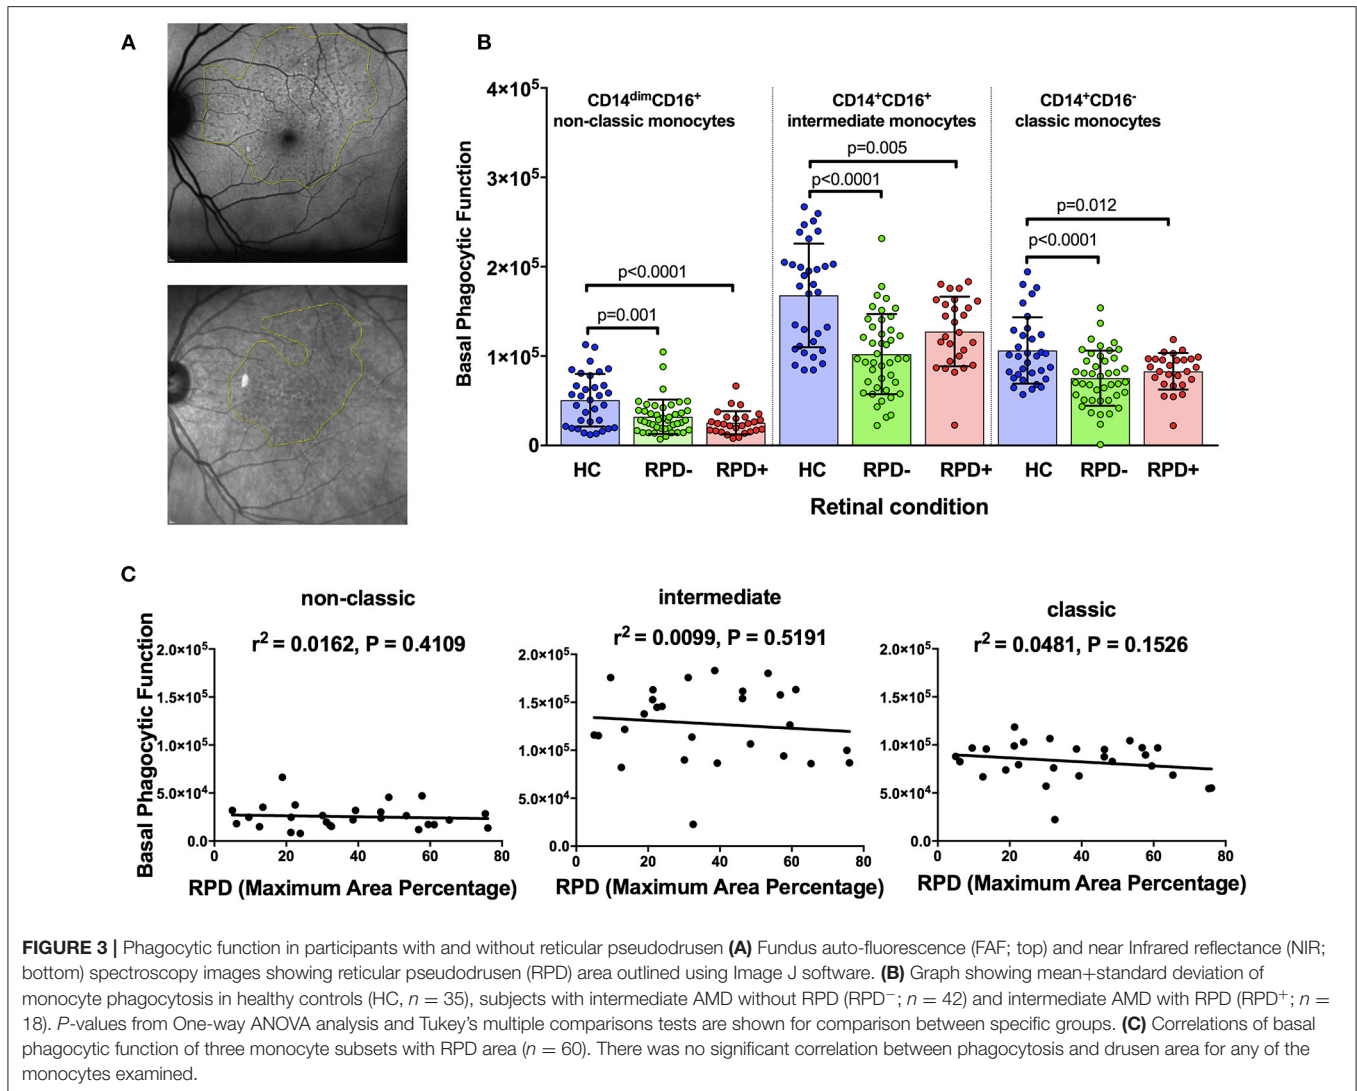 A
B
4×10⁵
3×10⁵
2×10⁵
1×10⁵
0
Basal Phagocytic Function
CD14ᵈⁱᵐCD16⁺
non-classic monocytes
CD14⁺CD16⁺
intermediate monocytes
CD14⁺CD16⁻
classic monocytes
p<0.0001
p=0.001
p=0.005
p<0.0001
p=0.012
p<0.0001
HC RPD- RPD+ HC RPD- RPD+ HC RPD- RPD+
Retinal condition
C
non-classic
r² = 0.0162, P = 0.4109
Basal Phagocytic Function
2.0×10⁵
1.5×10⁵
1.0×10⁵
5.0×10⁴
0.0
0 20 40 60 80
RPD (Maximum Area Percentage)
intermediate
r² = 0.0099, P = 0.5191
2.0×10⁵
1.5×10⁵
1.0×10⁵
5.0×10⁴
0.0
0 20 40 60 80
RPD (Maximum Area Percentage)
classic
r² = 0.0481, P = 0.1526
2.0×10⁵
1.5×10⁵
1.0×10⁵
5.0×10⁴
0.0
0 20 40 60 80
RPD (Maximum Area Percentage)
FIGURE 3 | Phagocytic function in participants with and without reticular pseudodrusen (A) Fundus auto-fluorescence (FAF; top) and near Infrared reflectance (NIR;
bottom) spectroscopy images showing reticular pseudodrusen (RPD) area outlined using Image J software. (B) Graph showing mean+standard deviation of
monocyte phagocytosis in healthy controls (HC, n = 35), subjects with intermediate AMD without RPD (RPD⁻; n = 42) and intermediate AMD with RPD (RPD⁺; n =
18). P-values from One-way ANOVA analysis and Tukey's multiple comparisons tests are shown for comparison between specific groups. (C) Correlations of basal
phagocytic function of three monocyte subsets with RPD area (n = 60). There was no significant correlation between phagocytosis and drusen area for any of the
monocytes examined.